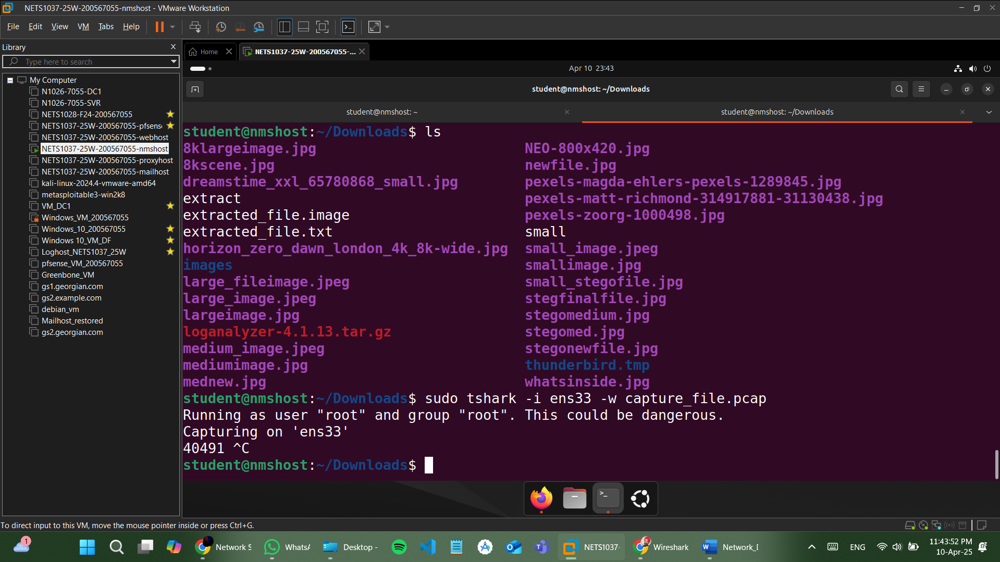 NETS1037-25W-200567055-nmshost - VMware Workstation
File Edit View VM Tabs Help
Library
Type here to search
My Computer
N1026-7055-DC1
N1026-7055-SVR
NETS1028-F24-200567055
NETS1037-25W-200567055-pfsens
NETS1037-25W-200567055-webhost
NETS1037-25W-200567055-nmshost
NETS1037-25W-200567055-proxyhost
NETS1037-25W-200567055-mailhost
kali-linux-2024.4-vmware-amd64
metasploitable3-win2k8
VM_DC1
Windows_VM_200567055
Windows_10_200567055
Windows 10_VM_DF
Loghost_NETS1037_25W
pfsense_VM_200567055
Greenbone_VM
gs1.georgian.com
gs2.example.com
debian_vm
Mailhost_restored
gs2.georgian.com
Home NETS1037-25W-200567055-...
Apr 10 23:43
student@nmshost: ~/Downloads
student@nmshost: ~ student@nmshost: ~/Downloads
student@nmshost:~/Downloads$ ls
8klargeimage.jpg NEO-800x420.jpg
8kscene.jpg newfile.jpg
dreamstime_xxl_65780868_small.jpg pexels-magda-ehlers-pexels-1289845.jpg
extract pexels-matt-richmond-314917881-31130438.jpg
extracted_file.image pexels-zoorg-1000498.jpg
extracted_file.txt small
horizon_zero_dawn_london_4k_8k-wide.jpg small_image.jpeg
images smallimage.jpg
large_fileimage.jpeg small_stegofile.jpg
large_image.jpeg stegfinalfile.jpg
largeimage.jpg stegomedium.jpg
loganalyzer-4.1.13.tar.gz stegomed.jpg
medium_image.jpeg stegonewfile.jpg
mediumimage.jpg thunderbird.tmp
mednew.jpg whatsinside.jpg
student@nmshost:~/Downloads$ sudo tshark -i ens33 -w capture_file.pcap
Running as user "root" and group "root". This could be dangerous.
Capturing on 'ens33'
40491 ^C
student@nmshost:~/Downloads$
To direct input to this VM, move the mouse pointer inside or press Ctrl+G.
1 Network S WhatsA Desktop - NETS1037- Wireshark Network_D ENG
11:43:52 PM
10-Apr-25